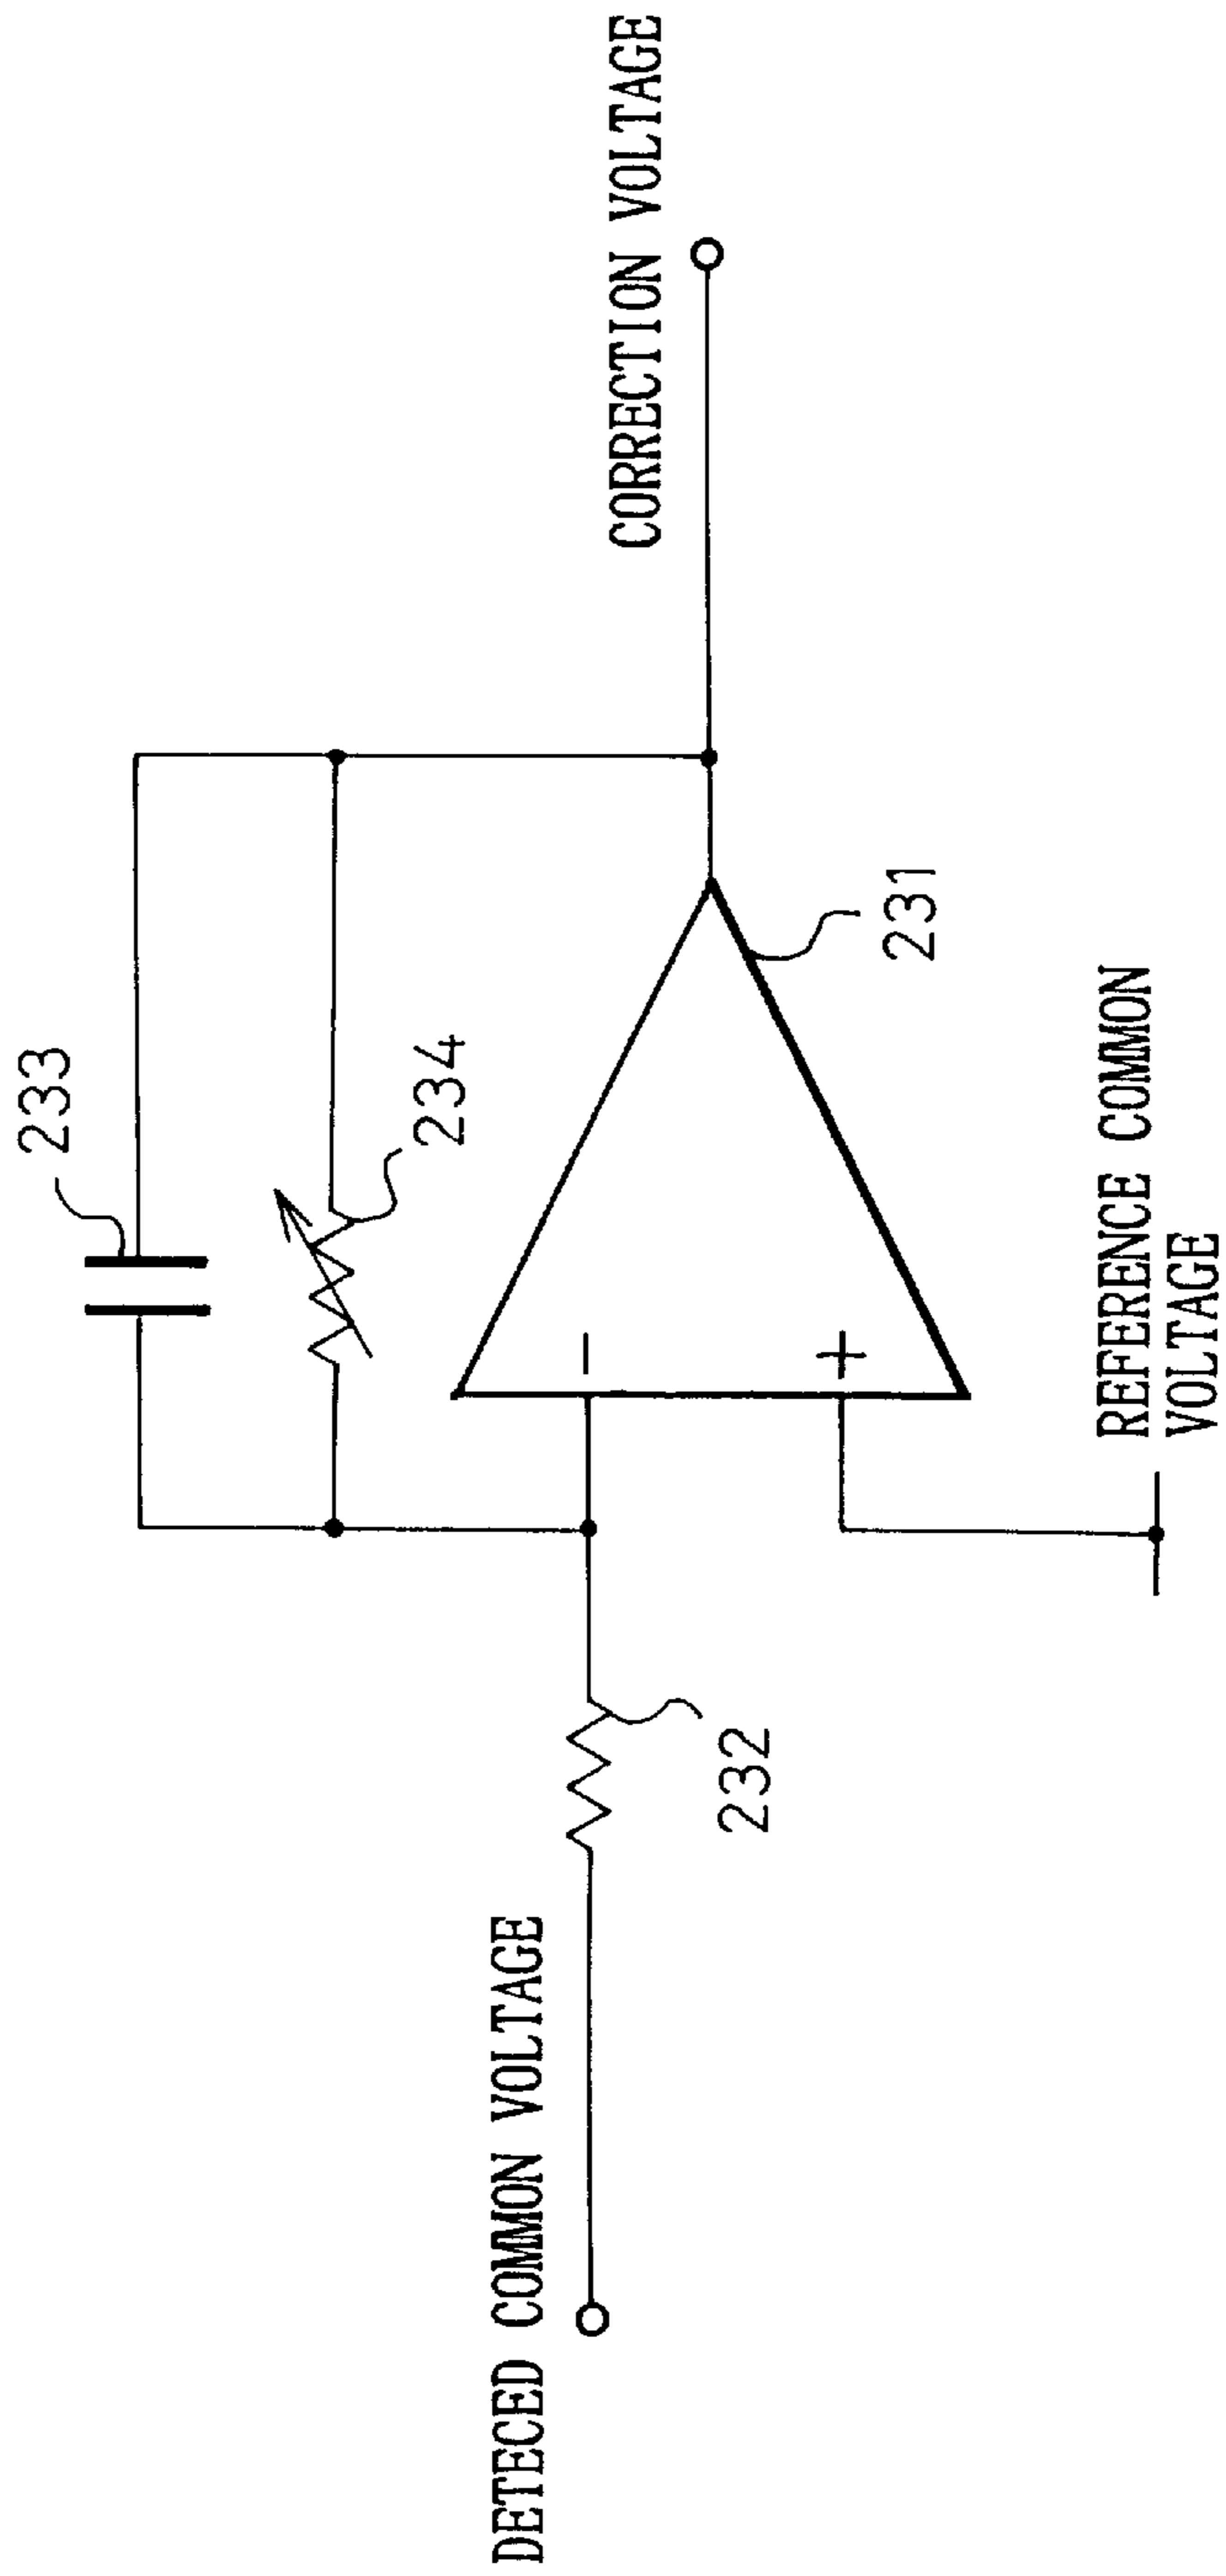 233
234
DETECED COMMON VOLTAGE
CORRECTION VOLTAGE
−
+
232
231
REFERENCE COMMON
VOLTAGE